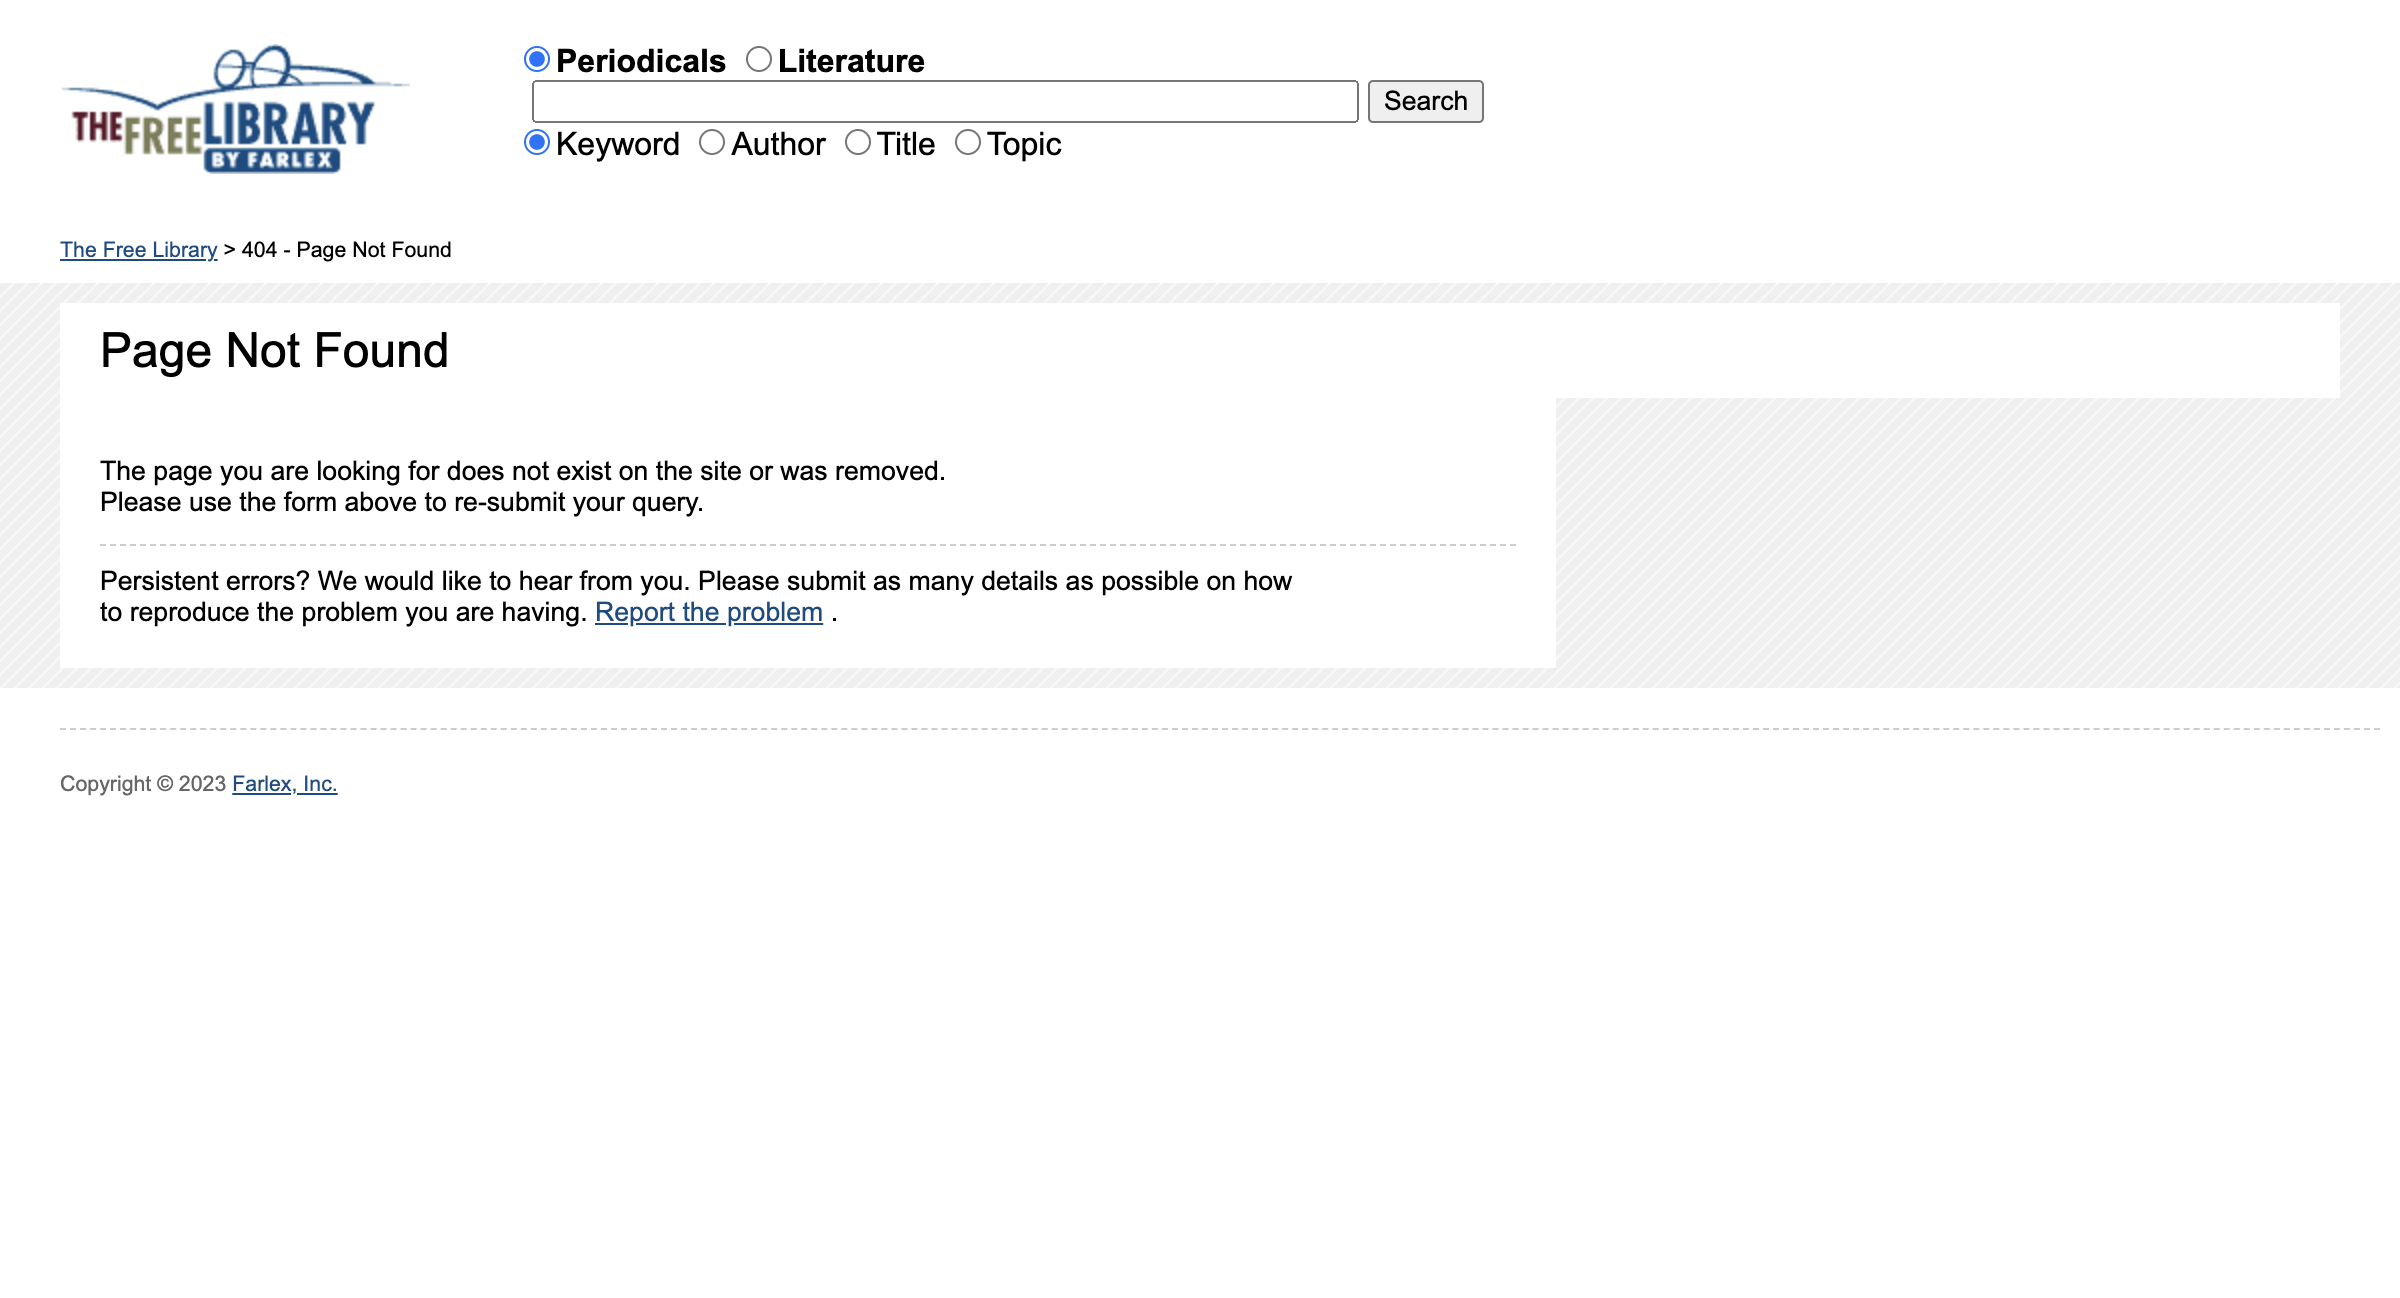 THEFREELIBRARY
BY FARLEX
Periodicals Literature
Search
Keyword Author Title Topic
The Free Library > 404 - Page Not Found
Page Not Found
The page you are looking for does not exist on the site or was removed.
Please use the form above to re-submit your query.
Persistent errors? We would like to hear from you. Please submit as many details as possible on how
to reproduce the problem you are having. Report the problem .
Copyright © 2023 Farlex, Inc.